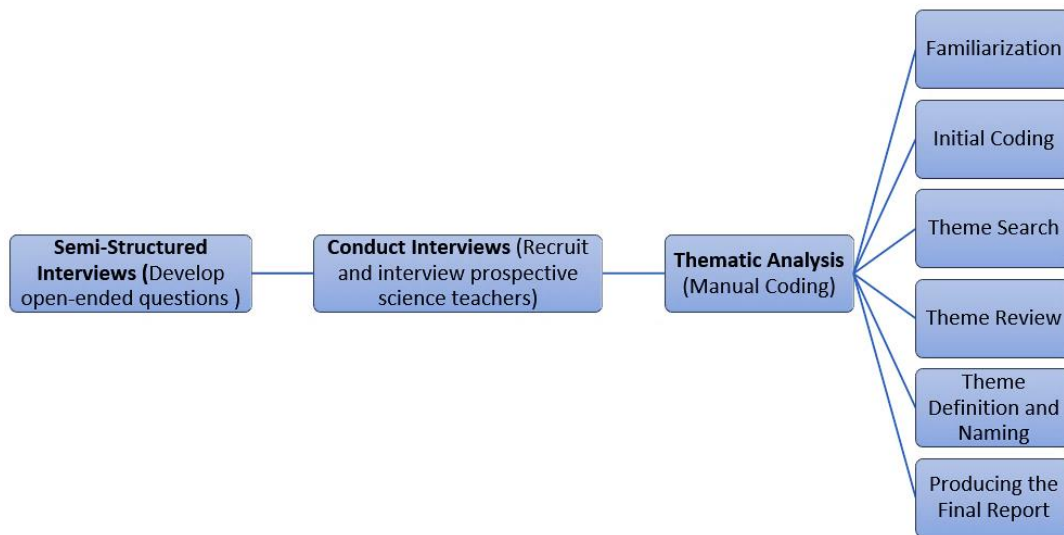 Semi-Structured
Interviews (Develop
open-ended questions )
Conduct Interviews (Recruit
and interview prospective
science teachers)
Thematic Analysis
(Manual Coding)
Familiarization
Initial Coding
Theme Search
Theme Review
Theme
Definition and
Naming
Producing the
Final Report